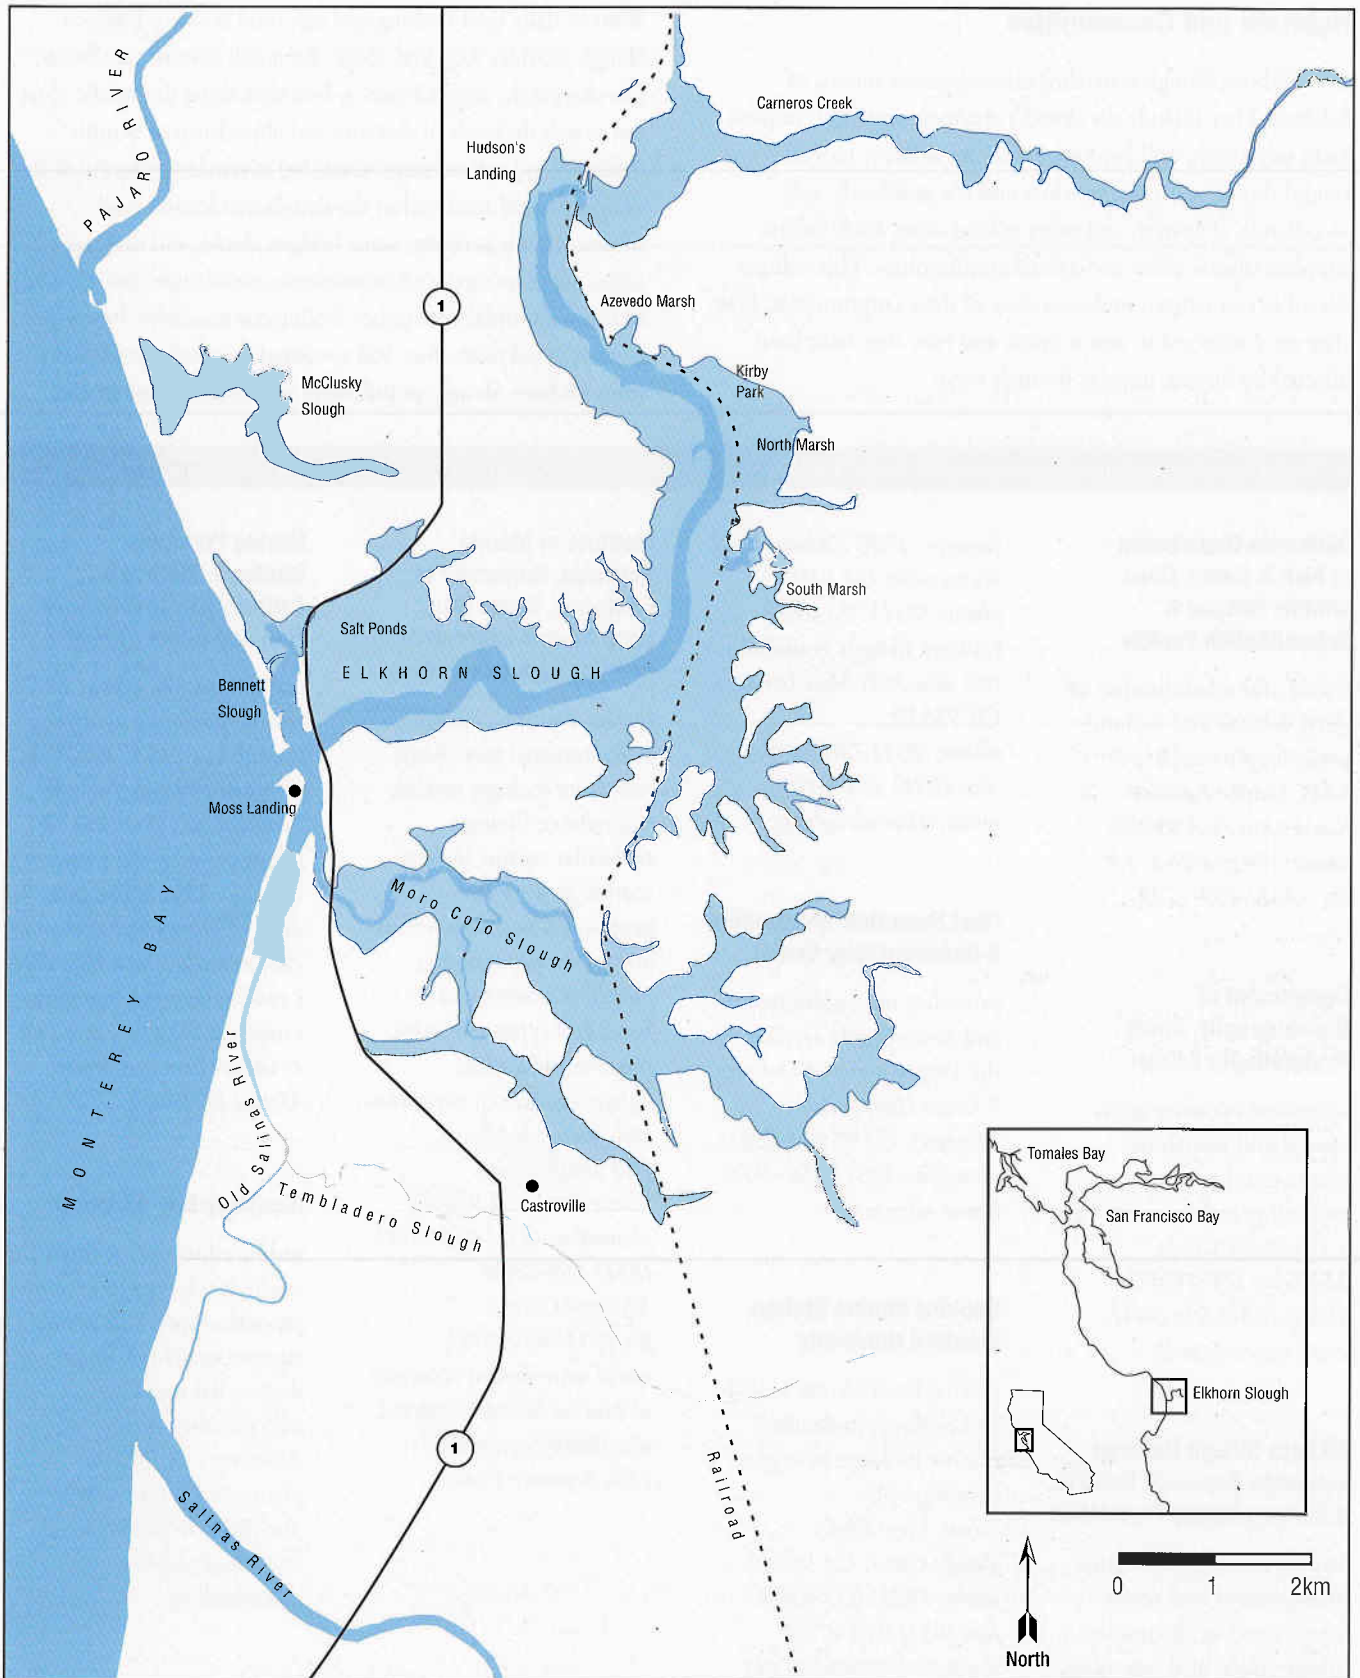 PAJARO RIVER
Carneros Creek
Hudson's
Landing
1
Azevedo Marsh
McClusky
Slough
Kirby
Park
North Marsh
South Marsh
Salt Ponds
ELKHORN SLOUGH
Bennett
Slough
Moss Landing
Moro Cojo Slough
MONTEREY BAY
Old Salinas River
Tembladero Slough
Castroville
Tomales Bay
San Francisco Bay
Elkhorn Slough
1
Railroad
Salinas River
0 1 2km
North